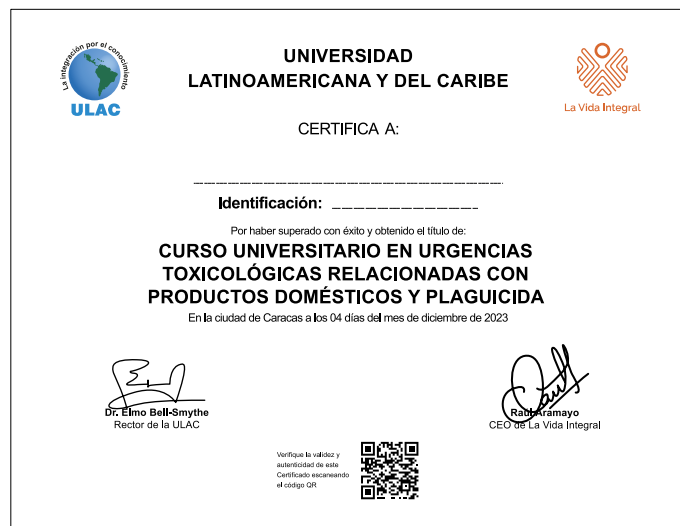 La integración por el conocimiento
ULAC
UNIVERSIDAD
LATINOAMERICANA Y DEL CARIBE
La Vida Integral
CERTIFICA A:
Identificación:
Por haber superado con éxito y obtenido el título de:
CURSO UNIVERSITARIO EN URGENCIAS
TOXICOLÓGICAS RELACIONADAS CON
PRODUCTOS DOMÉSTICOS Y PLAGUICIDA
En la ciudad de Caracas a los 04 días del mes de diciembre de 2023
Dr. Elmo Bell-Smythe
Rector de la ULAC
Raúl Aramayo
CEO de La Vida Integral
Verifique la validez y
autenticidad de este
Certificado escaneando
el código QR